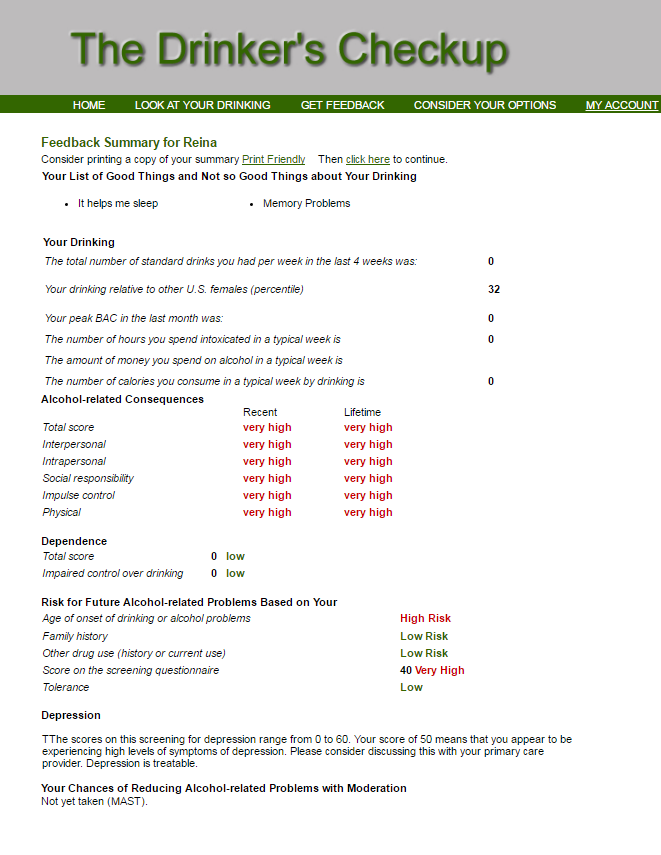 The Drinker's Checkup
HOME LOOK AT YOUR DRINKING GET FEEDBACK CONSIDER YOUR OPTIONS MY ACCOUNT
Feedback Summary for Reina
Consider printing a copy of your summary Print Friendly Then click here to continue.
Your List of Good Things and Not so Good Things about Your Drinking
• It helps me sleep • Memory Problems
Your Drinking
The total number of standard drinks you had per week in the last 4 weeks was: 0
Your drinking relative to other U.S. females (percentile) 32
Your peak BAC in the last month was: 0
The number of hours you spend intoxicated in a typical week is 0
The amount of money you spend on alcohol in a typical week is
The number of calories you consume in a typical week by drinking is 0
Alcohol-related Consequences
Recent Lifetime
Total score very high very high
Interpersonal very high very high
Intrapersonal very high very high
Social responsibility very high very high
Impulse control very high very high
Physical very high very high
Dependence
Total score 0 low
Impaired control over drinking 0 low
Risk for Future Alcohol-related Problems Based on Your
Age of onset of drinking or alcohol problems High Risk
Family history Low Risk
Other drug use (history or current use) Low Risk
Score on the screening questionnaire 40 Very High
Tolerance Low
Depression
TThe scores on this screening for depression range from 0 to 60. Your score of 50 means that you appear to be
experiencing high levels of symptoms of depression. Please consider discussing this with your primary care
provider. Depression is treatable.
Your Chances of Reducing Alcohol-related Problems with Moderation
Not yet taken (MAST).